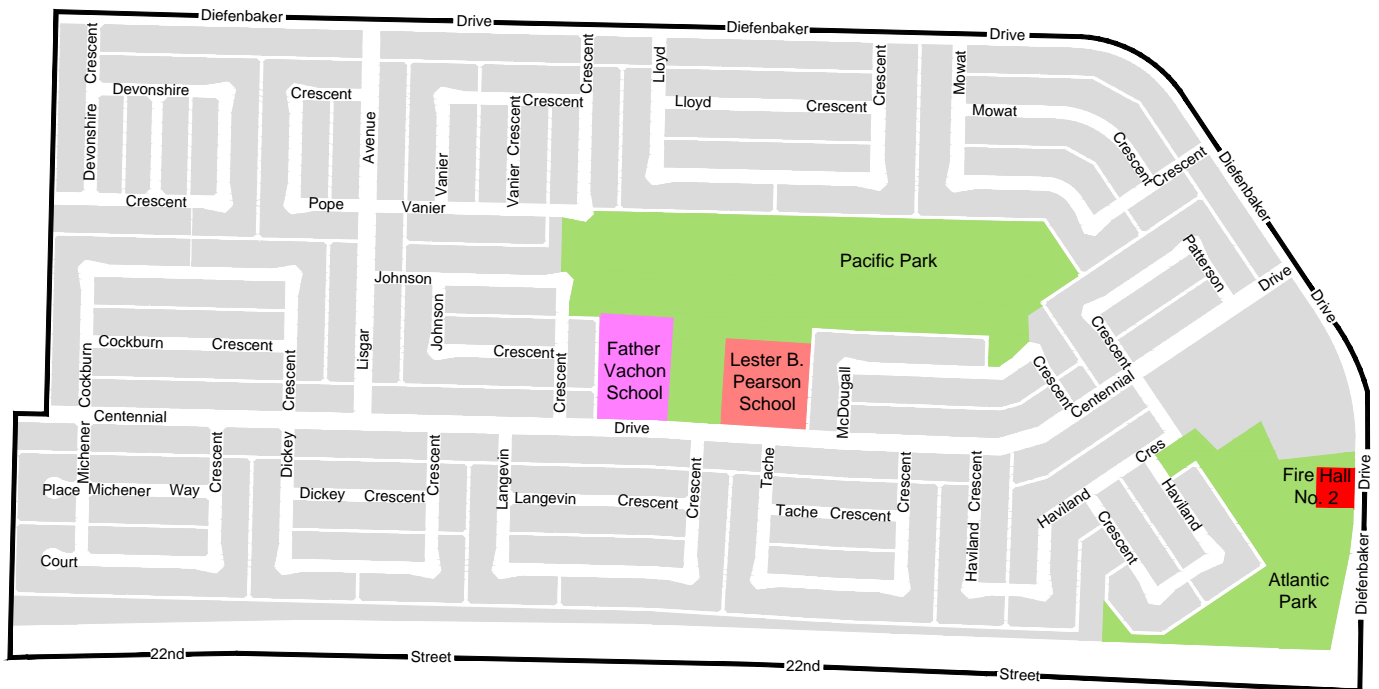 Diefenbaker
Drive
Diefenbaker
Drive
Crescent
Devonshire
Devonshire
Crescent
Crescent
Pope
Avenue
Lisgar
Crescent
Crescent
Vanier
Vanier Crescent
Vanier
Lloyd
Lloyd
Crescent
Crescent
Mowat
Mowat
Crescent
Crescent
Diefenbaker
Drive
Patterson
Crescent
Drive
Centennial
Pacific Park
Johnson
Johnson
Crescent
Crescent
Cockburn
Crescent
Cockburn
Crescent
Father
Vachon
School
Lester B.
Pearson
School
McDougall
Crescent
Centennial
Drive
Michener
Place
Michener
Way
Crescent
Court
Dickey
Dickey
Crescent
Crescent
Langevin
Langevin
Crescent
Crescent
Tache
Tache
Crescent
Crescent
Haviland Crescent
Haviland
Cres
Crescent
Haviland
Fire Hall
No. 2
Drive
Diefenbaker
Atlantic
Park
22nd
Street
22nd
Street